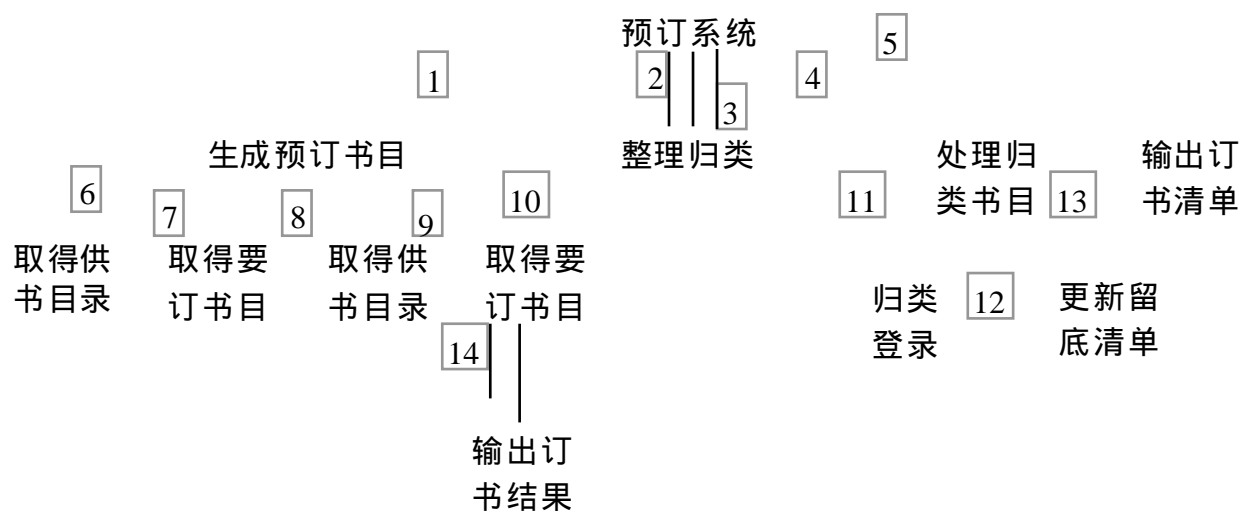 预订系统
5
1
2
4
3
生成预订书目
整理归类
处理归
类书目
输出订
书清单
6
7
8
9
10
11
13
取得供
书目录
取得要
订书目
取得供
书目录
取得要
订书目
归类
登录
12
更新留
底清单
14
输出订
书结果